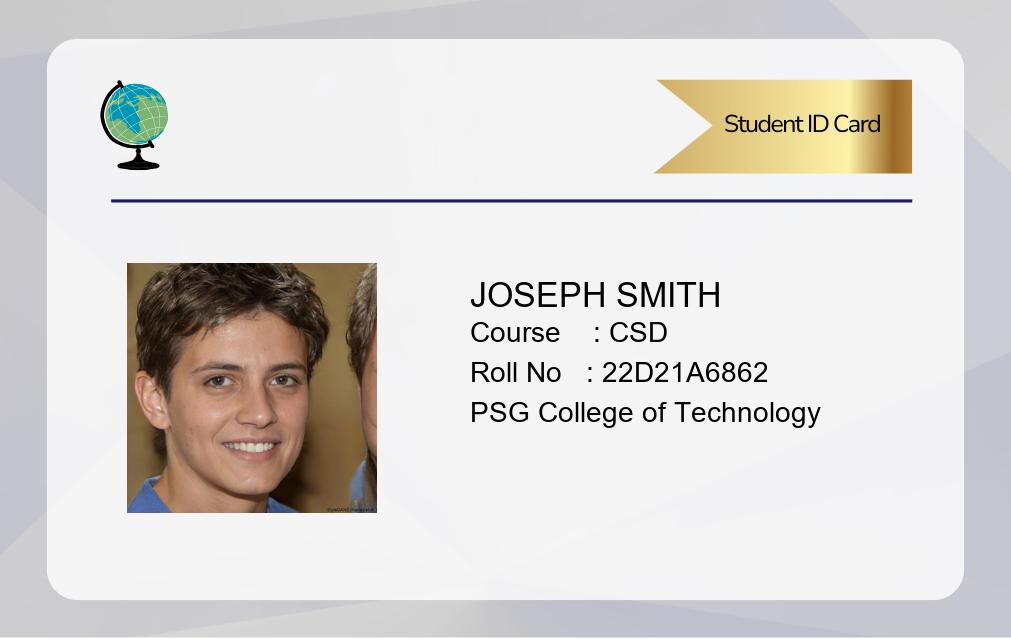 Student ID Card
JOSEPH SMITH
Course : CSD
Roll No : 22D21A6862
PSG College of Technology